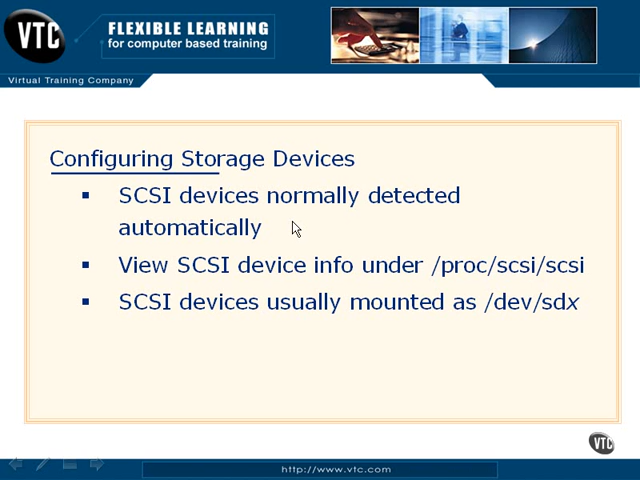 VTC
FLEXIBLE LEARNING
for computer based training
Virtual Training Company
Configuring Storage Devices
▪ SCSI devices normally detected
automatically
▪ View SCSI device info under /proc/scsi/scsi
▪ SCSI devices usually mounted as /dev/sdx
VTC
http://www.vtc.com